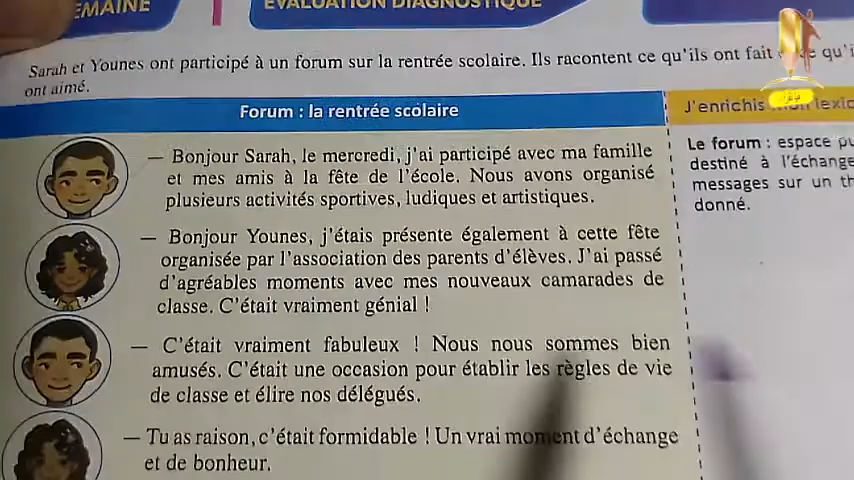 EMAINE
ÉVALUATION DIAGNOSTIQUE
Sarah et Younes ont participé à un forum sur la rentrée scolaire. Ils racontent ce qu'ils ont fait qu'i
ont aimé.
Forum : la rentrée scolaire
J'enrichis lexic
— Bonjour Sarah, le mercredi, j'ai participé avec ma famille
et mes amis à la fête de l'école. Nous avons organisé
plusieurs activités sportives, ludiques et artistiques.
— Bonjour Younes, j'étais présente également à cette fête
organisée par l'association des parents d'élèves. J'ai passé
d'agréables moments avec mes nouveaux camarades de
classe. C'était vraiment génial !
— C'était vraiment fabuleux ! Nous nous sommes bien
amusés. C'était une occasion pour établir les règles de vie
de classe et élire nos délégués.
— Tu as raison, c'était formidable ! Un vrai moment d'échange
et de bonheur.
Le forum : espace pu
destiné à l'échange
messages sur un th
donné.